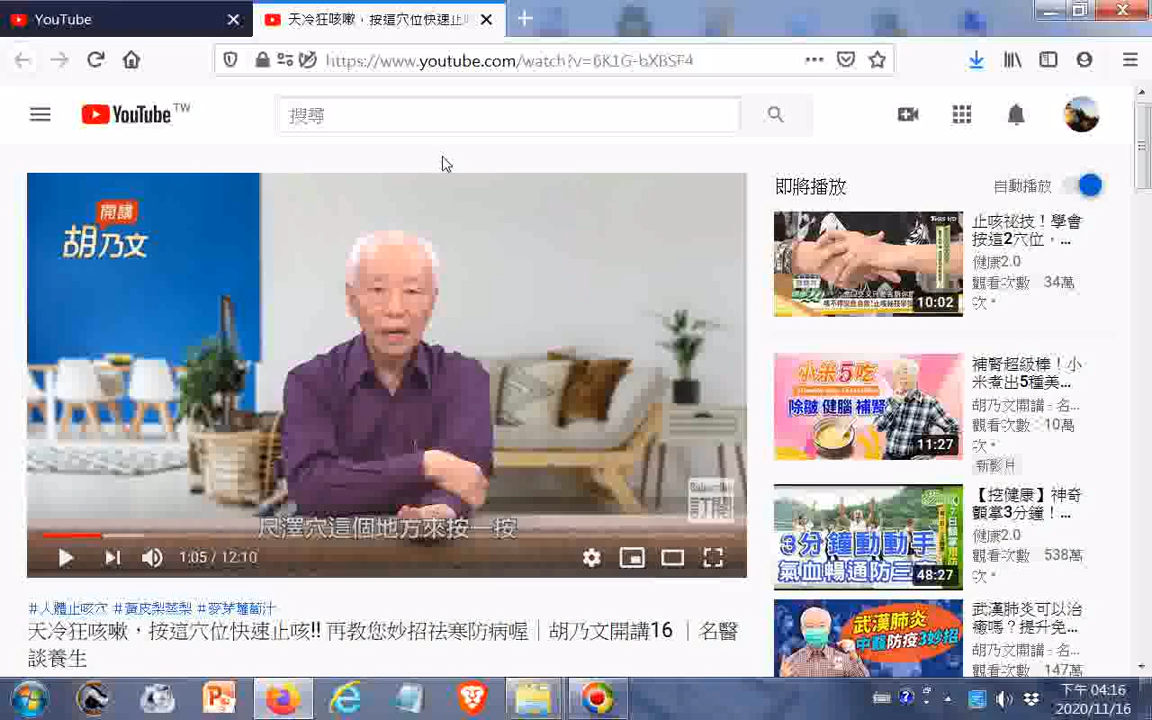 YouTube
天冷狂咳嗽，按這穴位快速止
https://www.youtube.com/watch?v=6K1G-bXBSF4
YouTube TW
搜尋
開講
胡乃文
訂閱
尺澤穴這個地方來按一按
1:05 / 12:10
#人體止咳穴 #黃皮梨蒸梨 #麥芽蘿蔔汁
天冷狂咳嗽，按這穴位快速止咳!! 再教您妙招祛寒防病喔｜胡乃文開講16 ｜名醫
談養生
即將播放
自動播放
10:02
止咳祕技！學會
按這2穴位，...
健康2.0
觀看次數：34萬
次 •
小米5吃
除皺 健腦 補腎
11:27
補腎超級棒！小
米煮出5種美...
胡乃文開講 - 名...
觀看次數：10萬
次 •
新影片
3分鐘動動手
氣血暢通防三
48:27
【挖健康】神奇
顧掌3分鐘！...
健康2.0
觀看次數：538萬
次 •
武漢肺炎
中醫防疫3妙招
武漢肺炎可以治
癒嗎？提升免...
胡乃文開講 - 名...
觀看次數：147萬
下午 04:16
2020/11/16